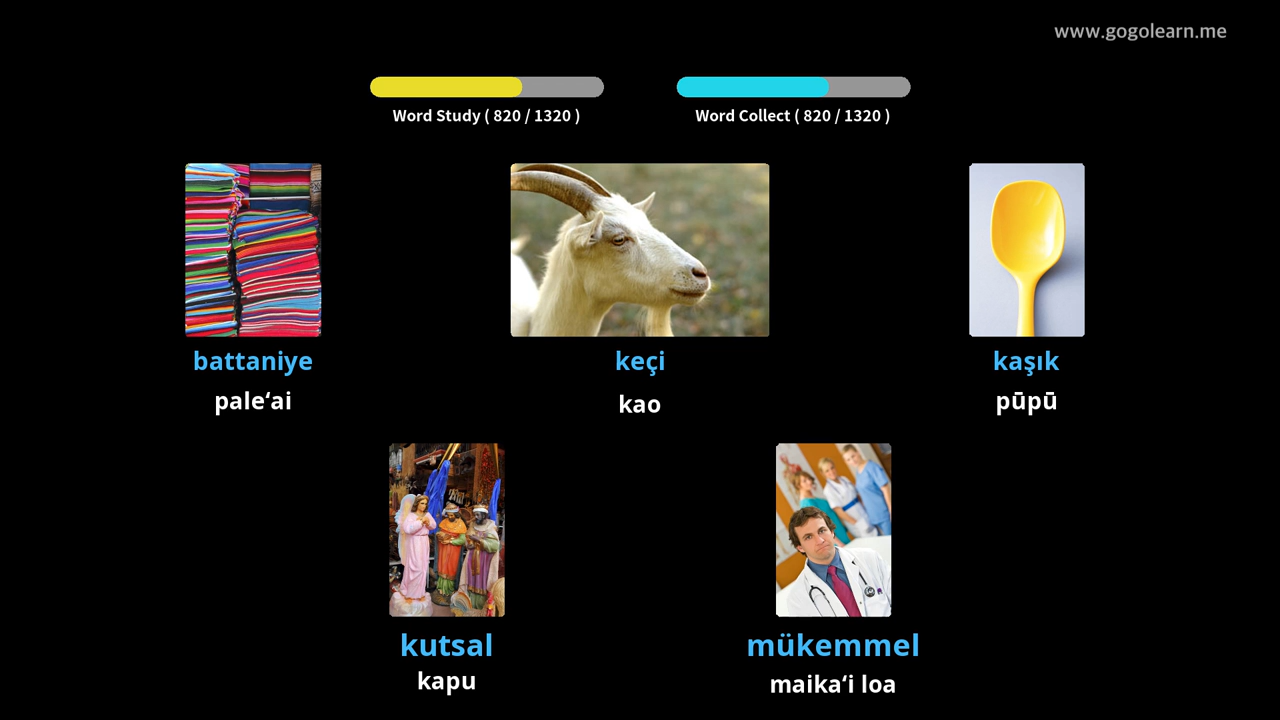 www.gogolearn.me
Word Study ( 820 / 1320 )
Word Collect ( 820 / 1320 )
battaniye
keçi
kaşık
pale‘ai
kao
pūpū
kutsal
mükemmel
kapu
maika‘i loa